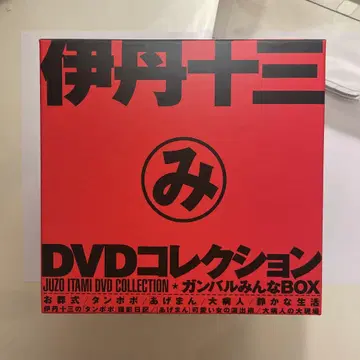 伊丹十三
み
DVDコレクション
JUZO ITAMI DVD COLLECTION ★ ガンバルみんなBOX
お葬式/タンポポ/あげまん/大病人/静かな生活
伊丹十三の「タンポポ」撮影日記/「あげまん」可愛い女の演出術/大病人の大現場